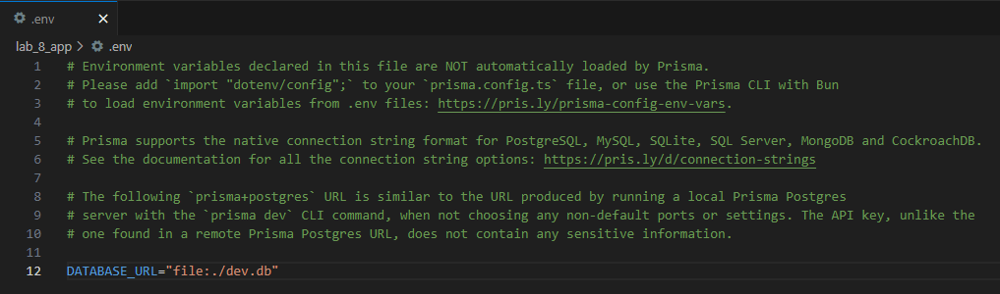 .env
lab_8_app > .env
1 # Environment variables declared in this file are NOT automatically loaded by Prisma.
2 # Please add `import "dotenv/config";` to your `prisma.config.ts` file, or use the Prisma CLI with Bun
3 # to load environment variables from .env files: https://pris.ly/prisma-config-env-vars.
4
5 # Prisma supports the native connection string format for PostgreSQL, MySQL, SQLite, SQL Server, MongoDB and CockroachDB.
6 # See the documentation for all the connection string options: https://pris.ly/d/connection-strings
7
8 # The following `prisma+postgres` URL is similar to the URL produced by running a local Prisma Postgres
9 # server with the `prisma dev` CLI command, when not choosing any non-default ports or settings. The API key, unlike the
10 # one found in a remote Prisma Postgres URL, does not contain any sensitive information.
11
12 DATABASE_URL="file:./dev.db"